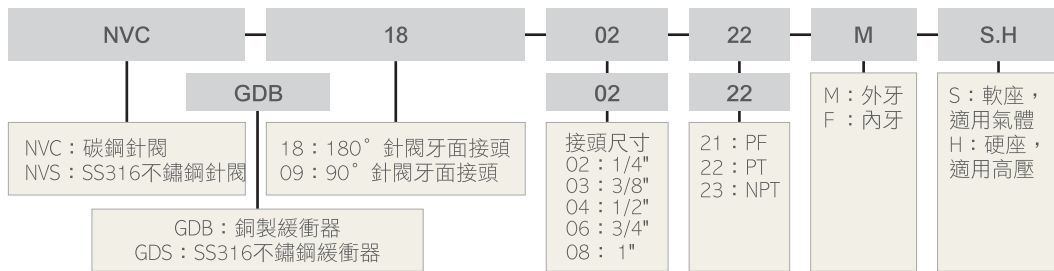 NVC
18
02
22
M
S.H
GDB
02
22
NVC：碳鋼針閥
NVS：SS316不鏽鋼針閥
18：180°針閥牙面接頭
09：90°針閥牙面接頭
接頭尺寸
02：1/4"
03：3/8"
04：1/2"
06：3/4"
08： 1"
21：PF
22：PT
23：NPT
M：外牙
F ：內牙
S：軟座，
適用氣體
H：硬座，
適用高壓
GDB：銅製緩衝器
GDS：SS316不鏽鋼緩衝器